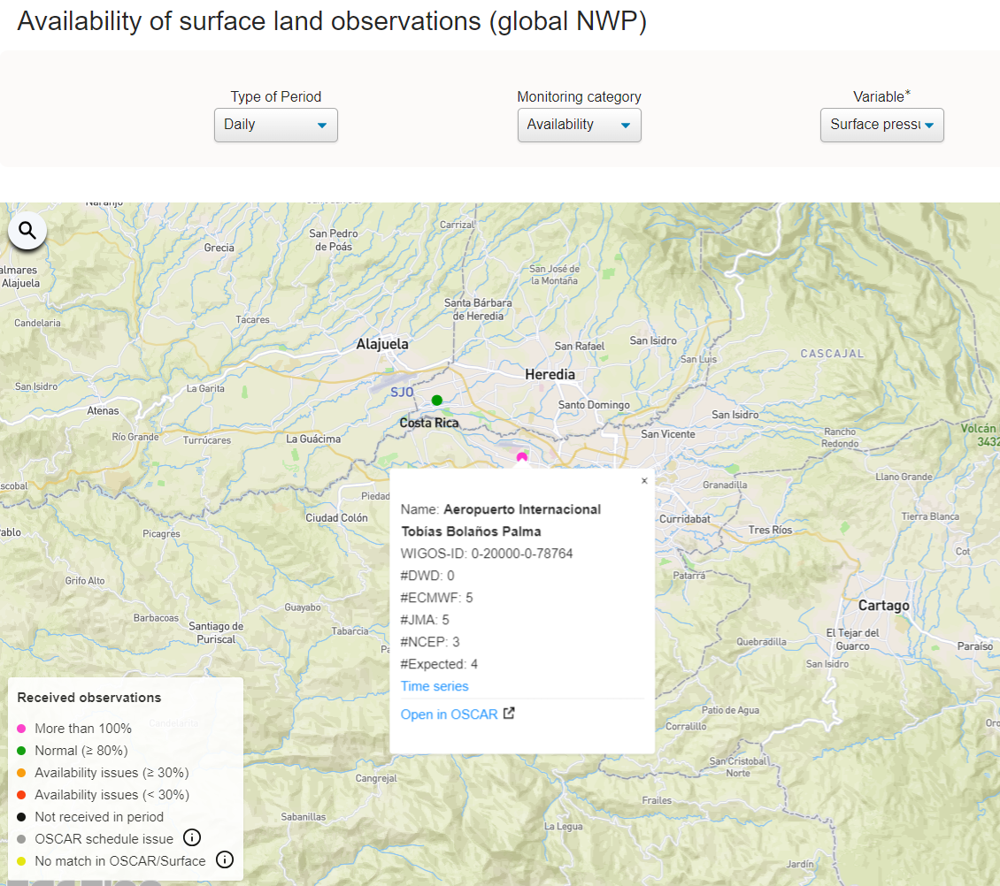 Availability of surface land observations (global NWP)
Type of Period
Monitoring category
Variable*
Daily
Availability
Surface press
Naranjo
Carrizal
San Pedro
de Poás
Grecia
almares
Alajuela
San José de
la Montaña
Santa Bárbara
de Heredia
Candelaria
Tacares
Alajuela
San Rafael
San Isidro
CASCAJAL
San Luis
Heredia
San Isidro
La Garita
SJO
Santo Domingo
Atenas
San Isidro
Costa Rica
Volcán
3432
Río Grande
Turrúcares
La Guácima
San Vicente
Rancho
Redondo
scobal
Piedad
Granadilla
Llano Grande
Ciudad Colón
Curridabat
Tierra Blanca
ablo
Picagres
Tres Ríos
Cot
Grifo Alto
Patarrá
Guayabo
Cartago
Barbacoas
Santiago de
Puriscal
Tabarcia
Pa
El Tejar del
Guarco
Quebradilla
Paraíso
San Isidro
Patio de Agua
Corralillo
Oro
Candelarita
San Cristobal
Norte
Cangrejal
Frailes
Sabanillas
La Legua
Jardín
x
Name: Aeropuerto Internacional
Tobías Bolaños Palma
WIGOS-ID: 0-20000-0-78764
#DWD: 0
#ECMWF: 5
#JMA: 5
#NCEP: 3
#Expected: 4
Time series
Open in OSCAR
Received observations
More than 100%
Normal (≥ 80%)
Availability issues (≥ 30%)
Availability issues (< 30%)
Not received in period
OSCAR schedule issue
No match in OSCAR/Surface